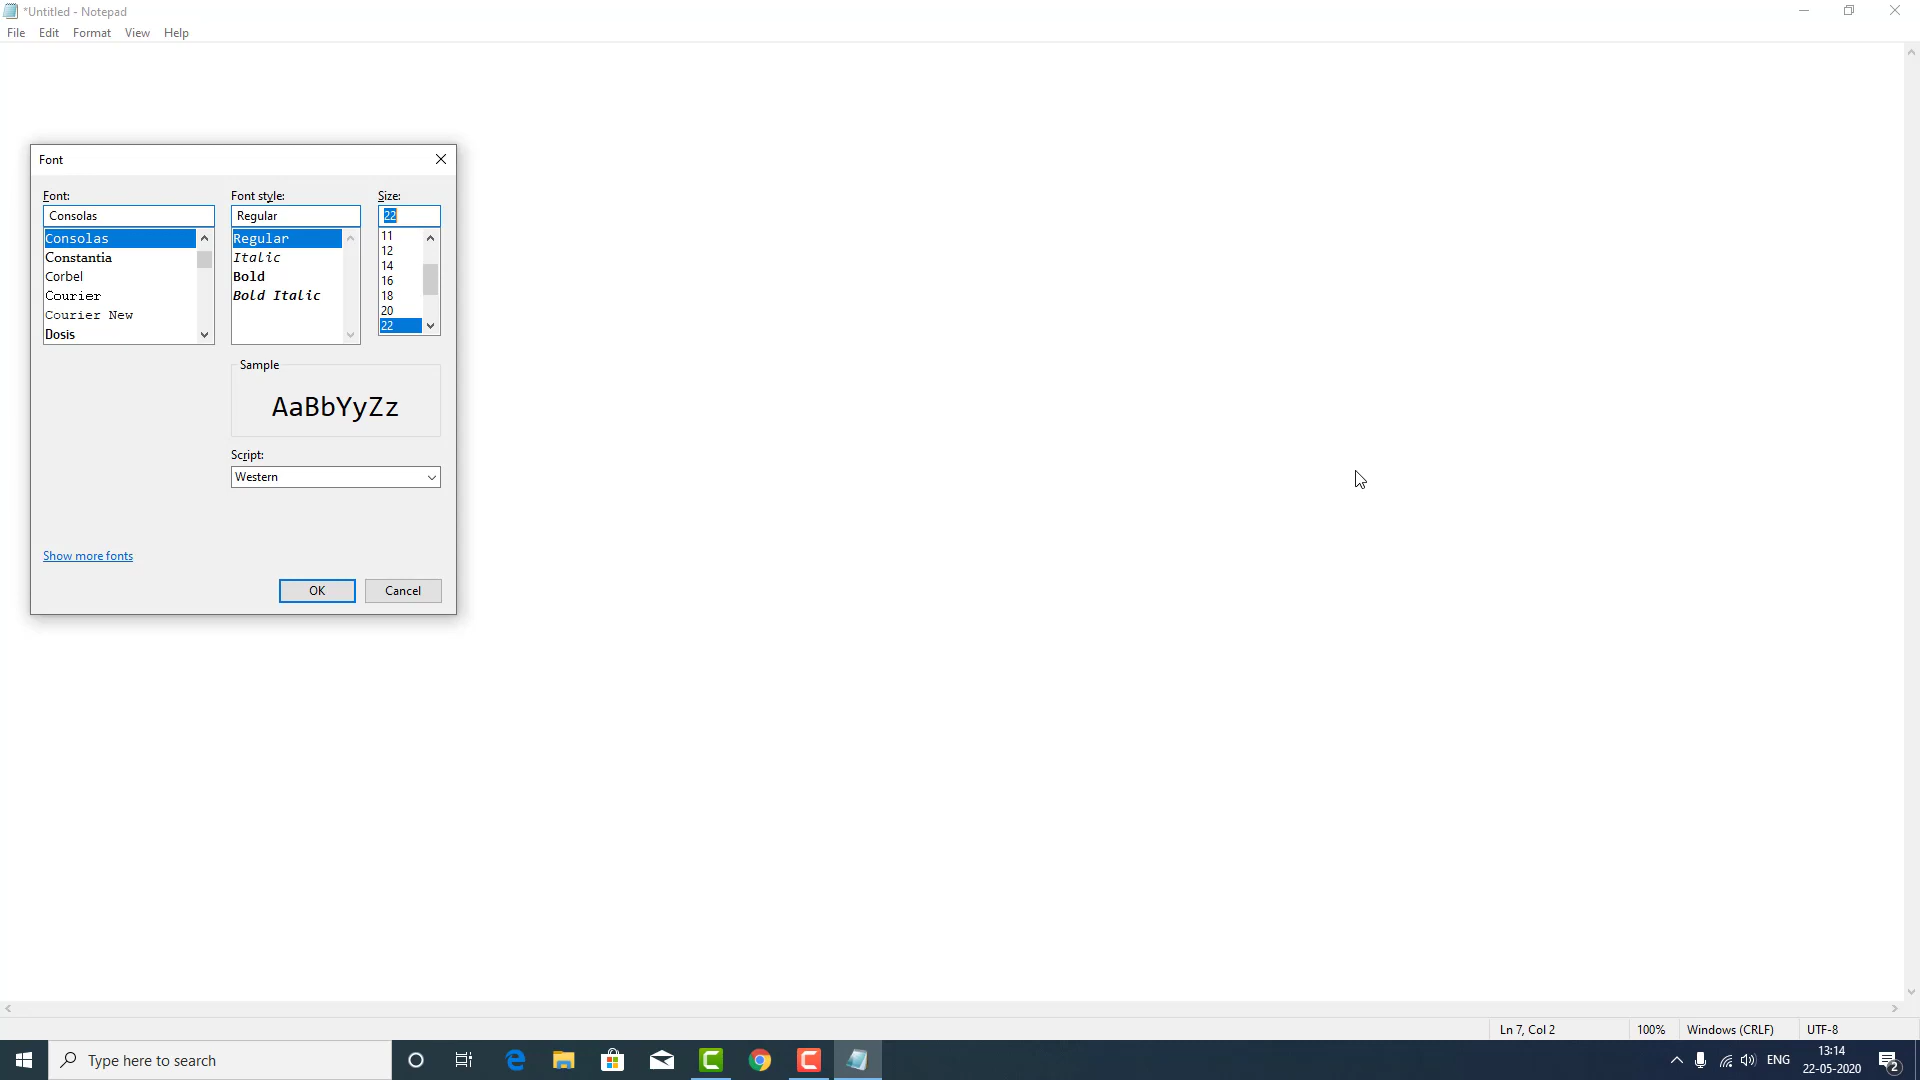 *Untitled - Notepad
File Edit Format View Help
Font
Font: Font style: Size:
Consolas Regular 22
Consolas Regular 11
Constantia Italic 12
Corbel Bold 14
Courier Bold Italic 16
Courier New 18
Dosis 20
22
Sample
AaBbYyZz
Script:
Western
Show more fonts
OK Cancel
Ln 7, Col 2 100% Windows (CRLF) UTF-8
Type here to search
ENG 13:14
22-05-2020
2